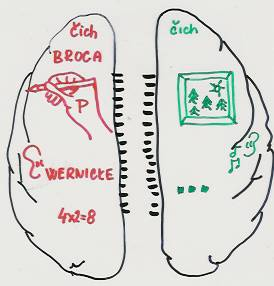 čich
BROCA
P
WERNICKE
4x2=8
čich